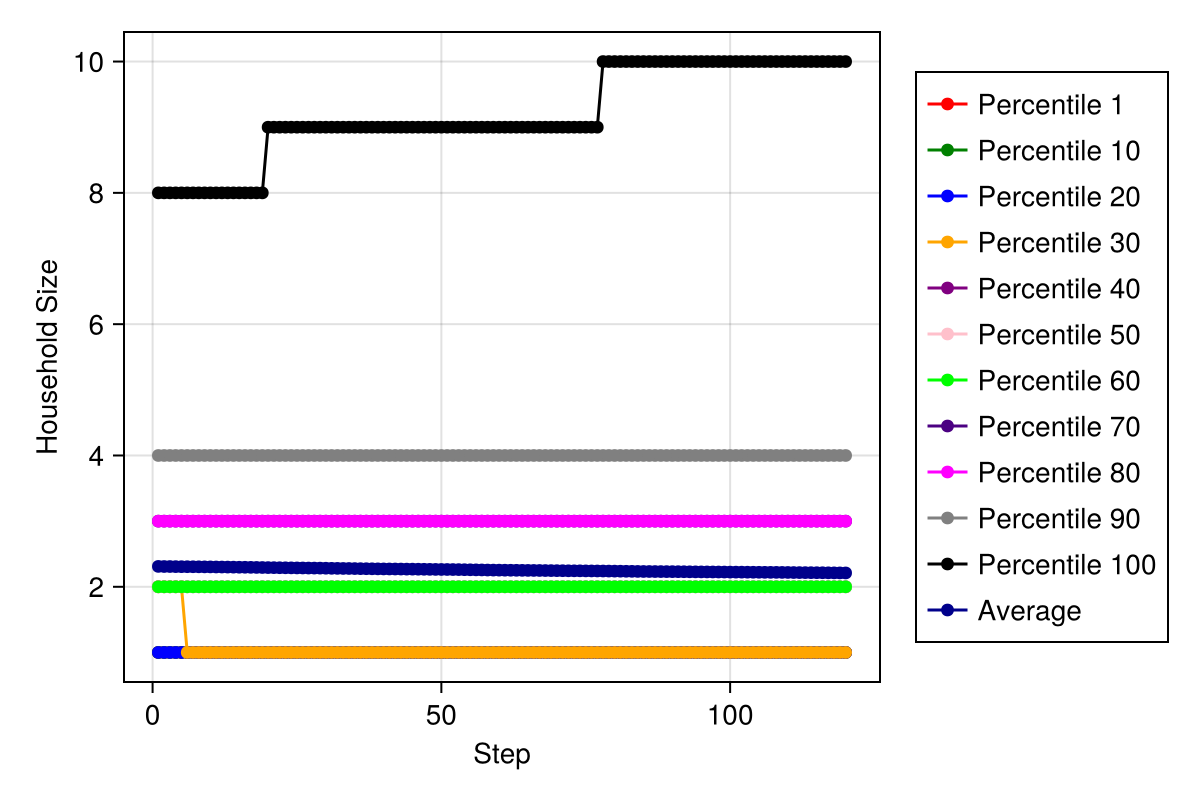 10
8
6
4
2
Household Size
0
50
100
Step
Percentile 1
Percentile 10
Percentile 20
Percentile 30
Percentile 40
Percentile 50
Percentile 60
Percentile 70
Percentile 80
Percentile 90
Percentile 100
Average